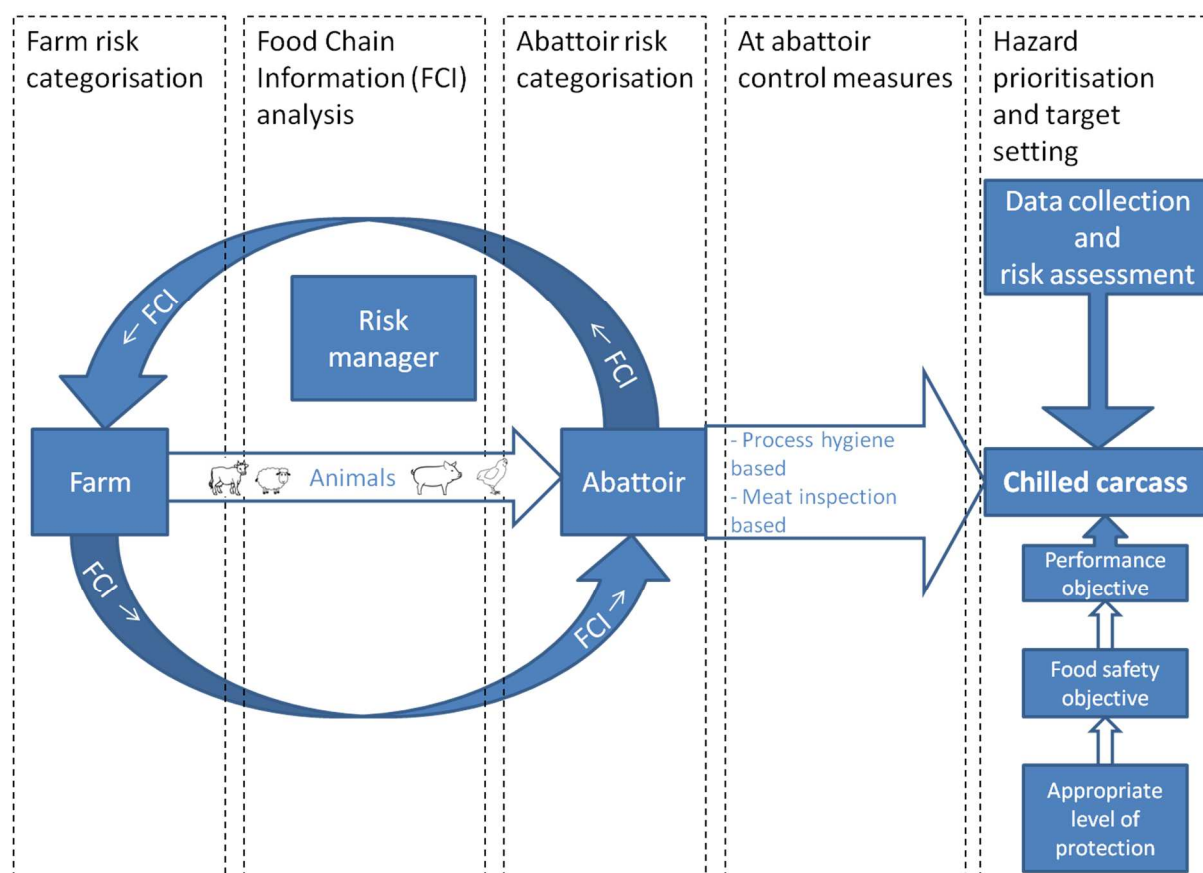 Farm risk
categorisation
Food Chain
Information (FCI)
analysis
Abattoir risk
categorisation
At abattoir
control measures
Hazard
prioritisation
and target
setting
Data collection
and
risk assessment
← FCI
Risk
manager
← FCI
Farm
Animals
Abattoir
- Process hygiene
based
- Meat inspection
based
Chilled carcass
FCI →
FCI →
Performance
objective
Food safety
objective
Appropriate
level of
protection